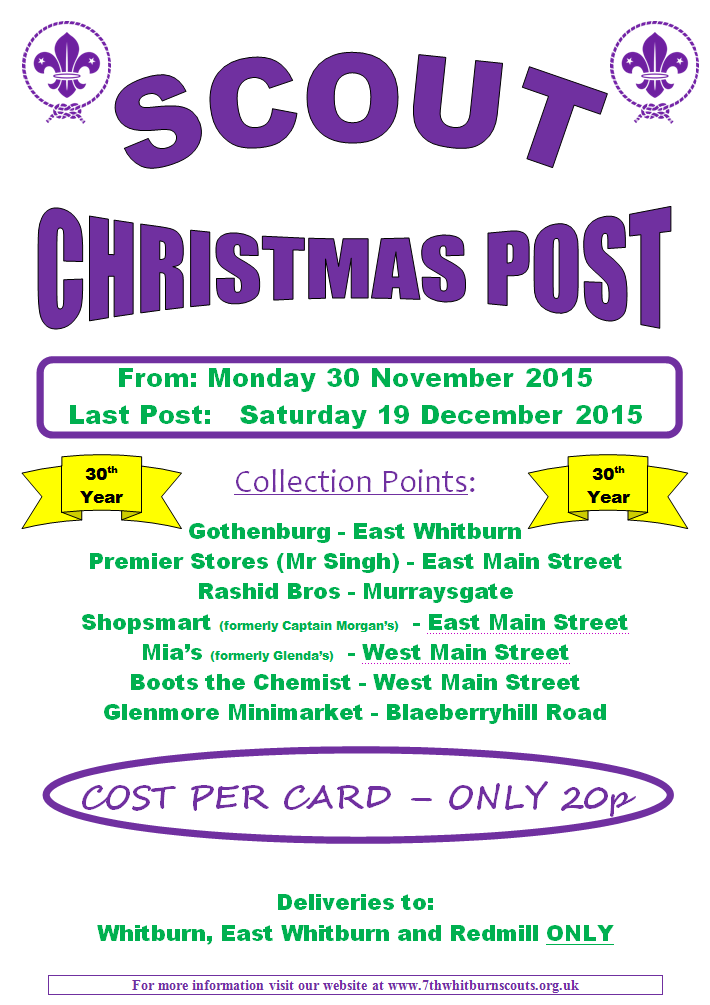 SCOUT
CHRISTMAS POST
From: Monday 30 November 2015
Last Post: Saturday 19 December 2015
30th
Year
Collection Points:
30th
Year
Gothenburg - East Whitburn
Premier Stores (Mr Singh) - East Main Street
Rashid Bros - Murraysgate
Shopsmart (formerly Captain Morgan's) - East Main Street
Mia's (formerly Glenda's) - West Main Street
Boots the Chemist - West Main Street
Glenmore Minimarket - Blaeberryhill Road
COST PER CARD – ONLY 20p
Deliveries to:
Whitburn, East Whitburn and Redmill ONLY
For more information visit our website at www.7thwhitburnscouts.org.uk